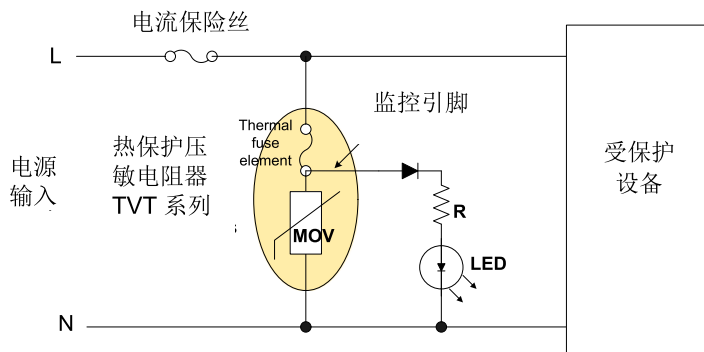 电流保险丝
L
监控引脚
Thermal
fuse
element
热保护压
敏电阻器
TVT 系列
电源
输入
受保护
设备
R
MOV
LED
N